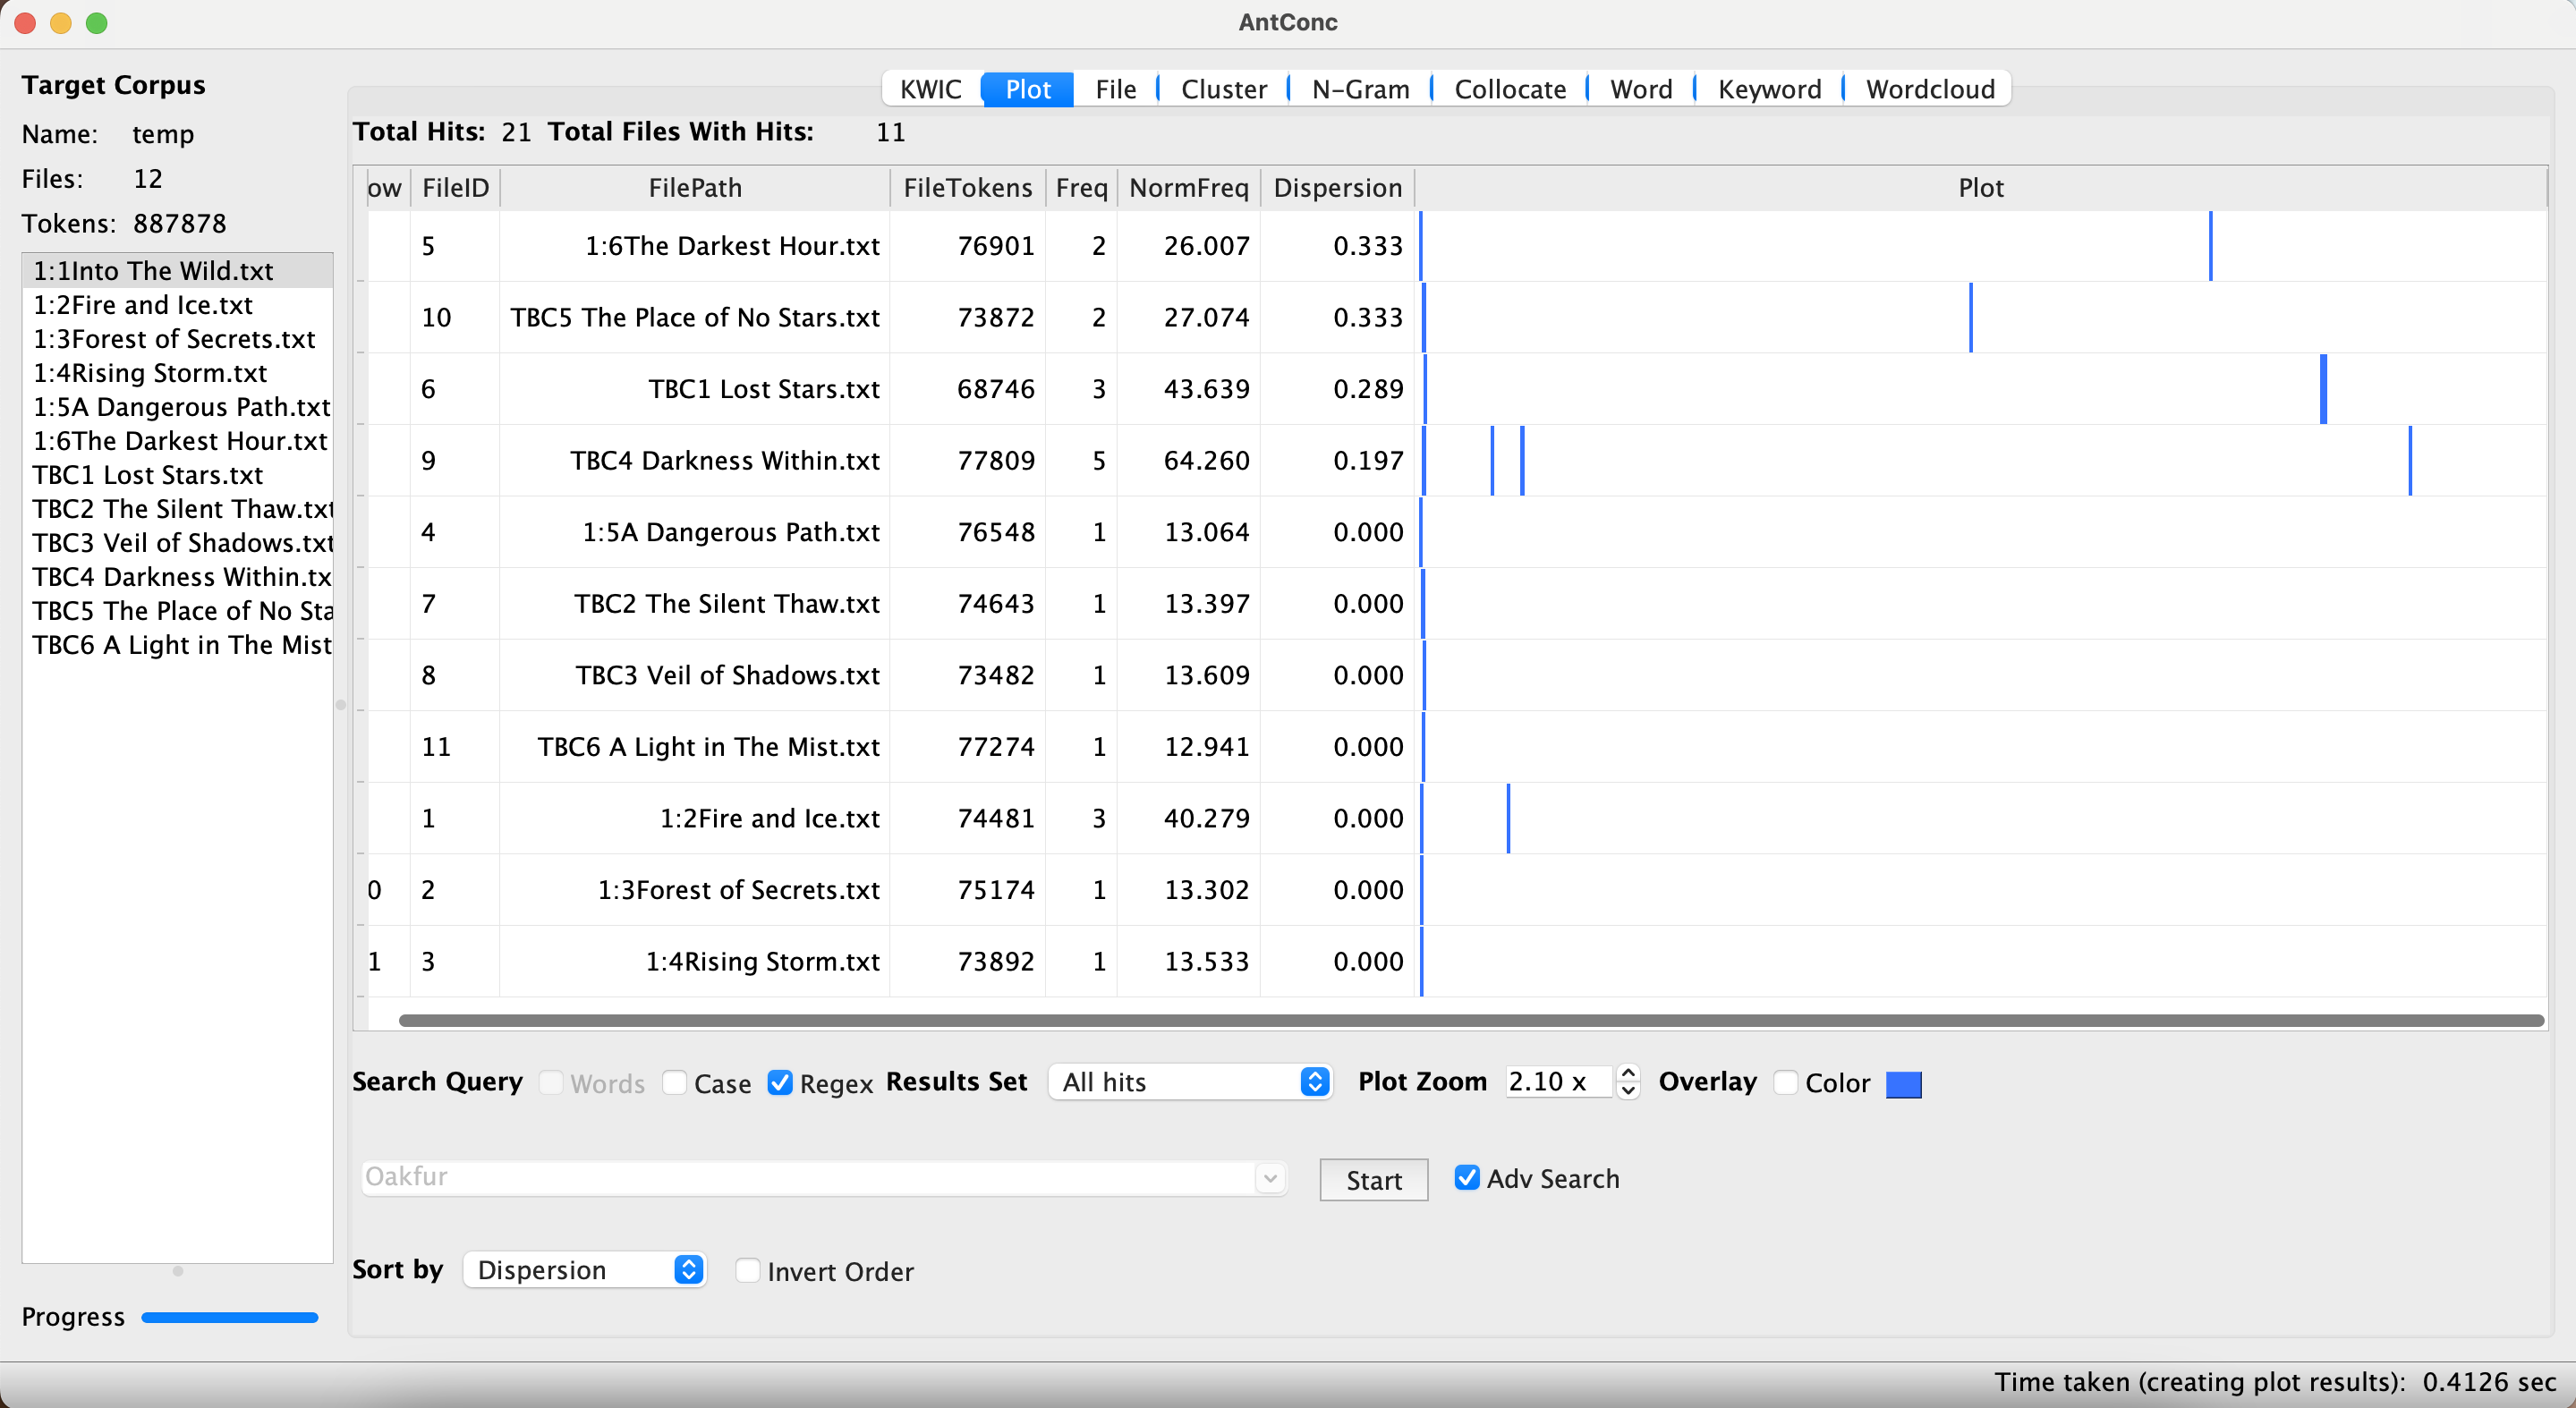 AntConc
Target Corpus
Name: temp
Files: 12
Tokens: 887878
1:1Into The Wild.txt
1:2Fire and Ice.txt
1:3Forest of Secrets.txt
1:4Rising Storm.txt
1:5A Dangerous Path.txt
1:6The Darkest Hour.txt
TBC1 Lost Stars.txt
TBC2 The Silent Thaw.txt
TBC3 Veil of Shadows.txt
TBC4 Darkness Within.tx
TBC5 The Place of No Sta
TBC6 A Light in The Mist
Progress
KWIC Plot File Cluster N-Gram Collocate Word Keyword Wordcloud
Total Hits: 21 Total Files With Hits: 11
ow FileID FilePath FileTokens Freq NormFreq Dispersion Plot
5 1:6The Darkest Hour.txt 76901 2 26.007 0.333
10 TBC5 The Place of No Stars.txt 73872 2 27.074 0.333
6 TBC1 Lost Stars.txt 68746 3 43.639 0.289
9 TBC4 Darkness Within.txt 77809 5 64.260 0.197
4 1:5A Dangerous Path.txt 76548 1 13.064 0.000
7 TBC2 The Silent Thaw.txt 74643 1 13.397 0.000
8 TBC3 Veil of Shadows.txt 73482 1 13.609 0.000
11 TBC6 A Light in The Mist.txt 77274 1 12.941 0.000
1 1:2Fire and Ice.txt 74481 3 40.279 0.000
0 2 1:3Forest of Secrets.txt 75174 1 13.302 0.000
1 3 1:4Rising Storm.txt 73892 1 13.533 0.000
Search Query Words Case Regex Results Set All hits Plot Zoom 2.10 x Overlay Color
Oakfur Start Adv Search
Sort by Dispersion Invert Order
Time taken (creating plot results): 0.4126 sec